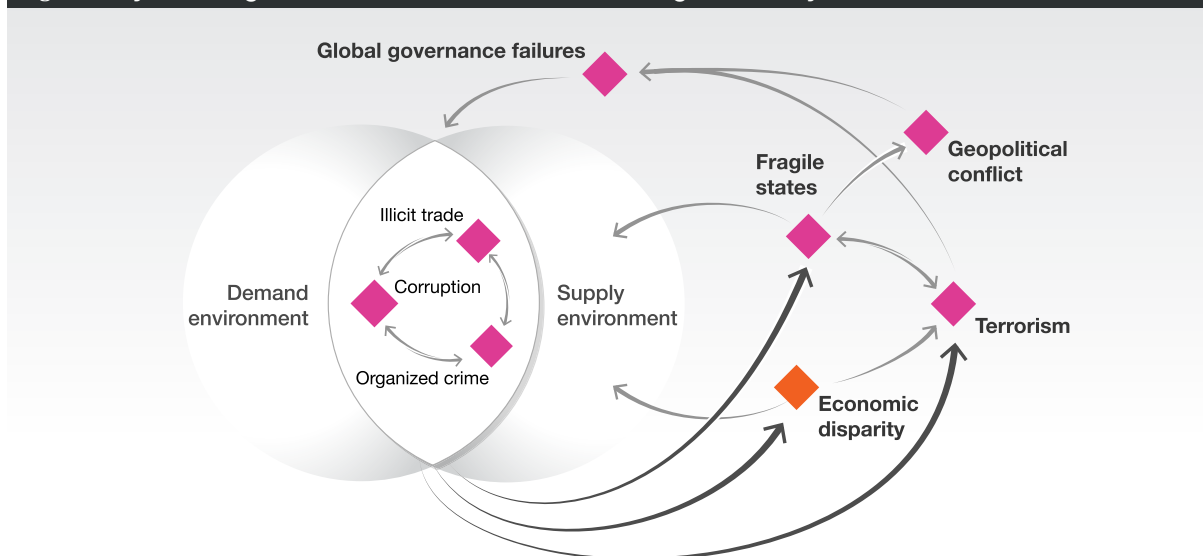 Global governance failures
Geopolitical
conflict
Fragile
states
Illicit trade
Corruption
Demand
environment
Supply
environment
Terrorism
Organized crime
Economic
disparity